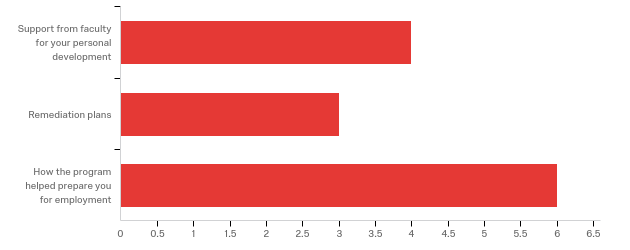 Support from faculty
for your personal
development
Remediation plans
How the program
helped prepare you
for employment
0 0.5 1 1.5 2 2.5 3 3.5 4 4.5 5 5.5 6 6.5